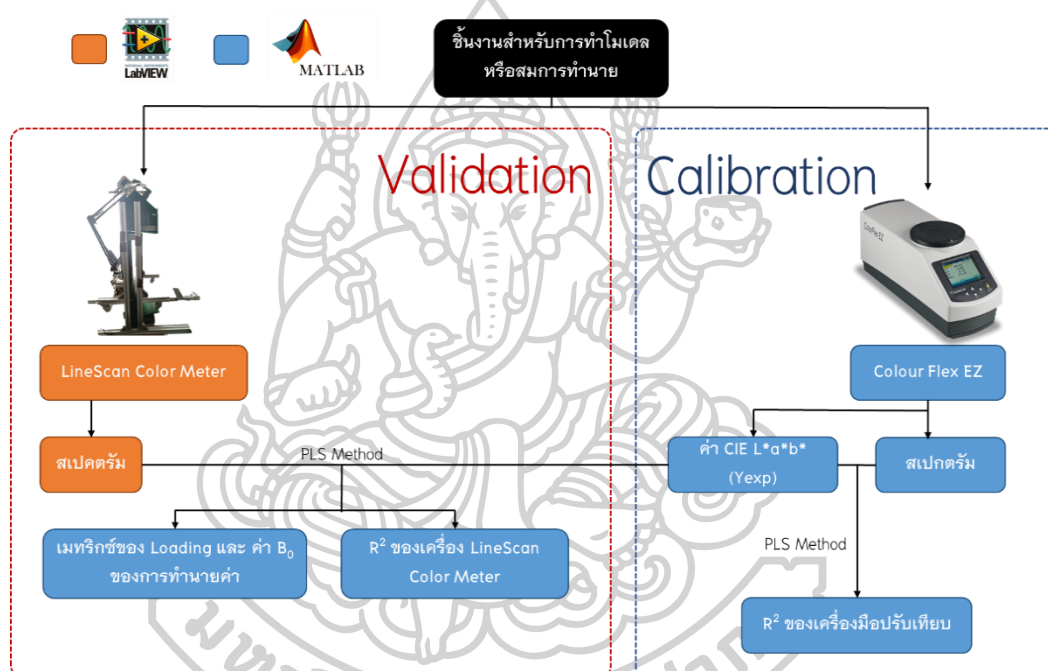 LabVIEW
MATLAB
ชิ้นงานสำหรับการทำโมเดล
หรือสมการทำนาย
Validation
Calibration
LineScan Color Meter
Colour Flex EZ
สเปคตรัม
PLS Method
ค่า CIE L*a*b*
(Yexp)
สเปกตรัม
เมทริกซ์ของ Loading และ ค่า B₀
ของการทำนายค่า
R² ของเครื่อง LineScan
Color Meter
PLS Method
R² ของเครื่องมือปรับเทียบ